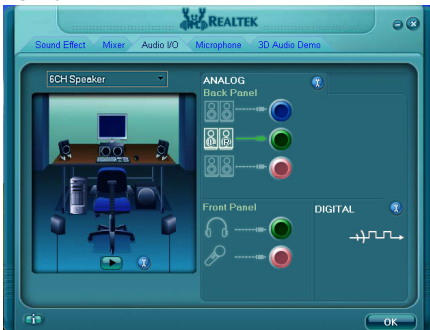 REALTEK
Sound Effect Mixer Audio I/O Microphone 3D Audio Demo
6CH Speaker
ANALOG
Back Panel
L R
Front Panel
DIGITAL
OK